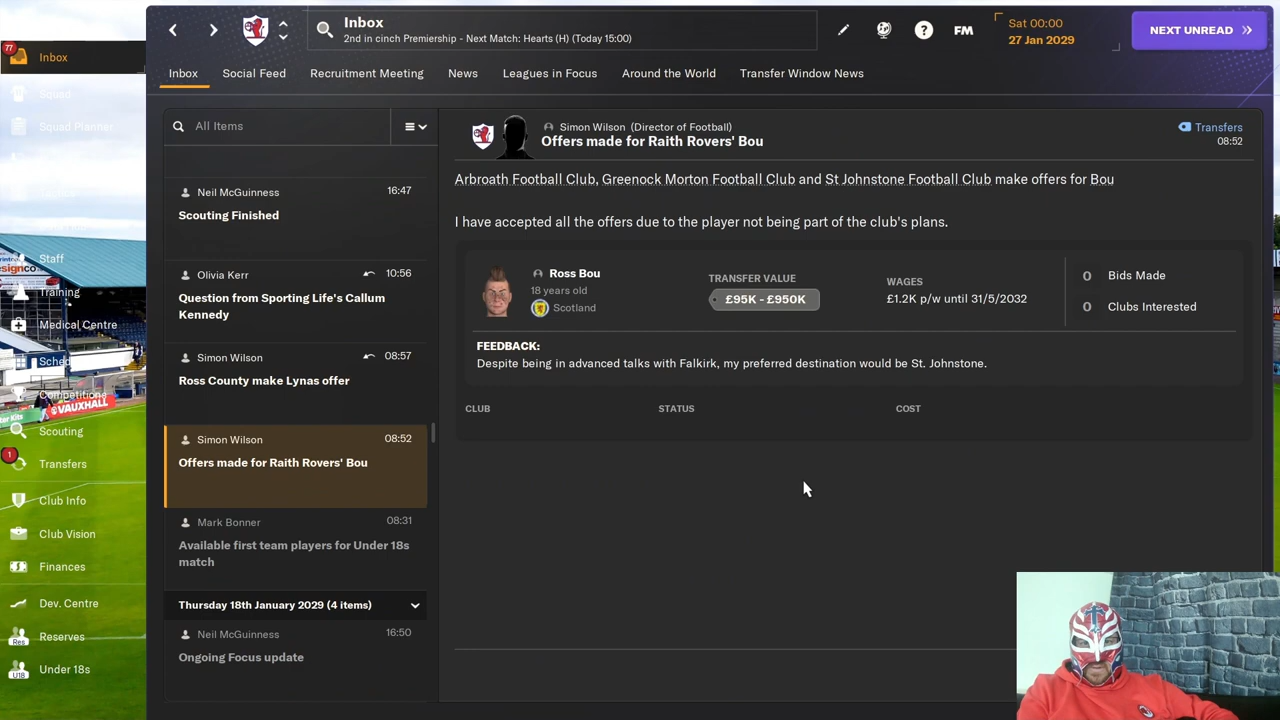 Inbox
2nd in cinch Premiership - Next Match: Hearts (H) (Today 15:00)
FM
Sat 00:00
27 Jan 2029
NEXT UNREAD
77
Inbox
Squad
Squad Planner
Staff
Training
Medical Centre
Sched
Competitions
Scouting
1
Transfers
Club Info
Club Vision
Finances
Dev. Centre
Res
Reserves
U18
Under 18s
Inbox
Social Feed
Recruitment Meeting
News
Leagues in Focus
Around the World
Transfer Window News
All Items
Neil McGuinness 16:47
Scouting Finished
Olivia Kerr 10:56
Question from Sporting Life's Callum
Kennedy
Simon Wilson 08:57
Ross County make Lynas offer
Simon Wilson 08:52
Offers made for Raith Rovers' Bou
Mark Bonner 08:31
Available first team players for Under 18s
match
Thursday 18th January 2029 (4 items)
Neil McGuinness 16:50
Ongoing Focus update
Simon Wilson (Director of Football)
Offers made for Raith Rovers' Bou
Transfers
08:52
Arbroath Football Club, Greenock Morton Football Club and St Johnstone Football Club make offers for Bou
I have accepted all the offers due to the player not being part of the club's plans.
Ross Bou
18 years old
Scotland
TRANSFER VALUE
£95K - £950K
WAGES
£1.2K p/w until 31/5/2032
0 Bids Made
0 Clubs Interested
FEEDBACK:
Despite being in advanced talks with Falkirk, my preferred destination would be St. Johnstone.
CLUB STATUS COST
VAUXHALL